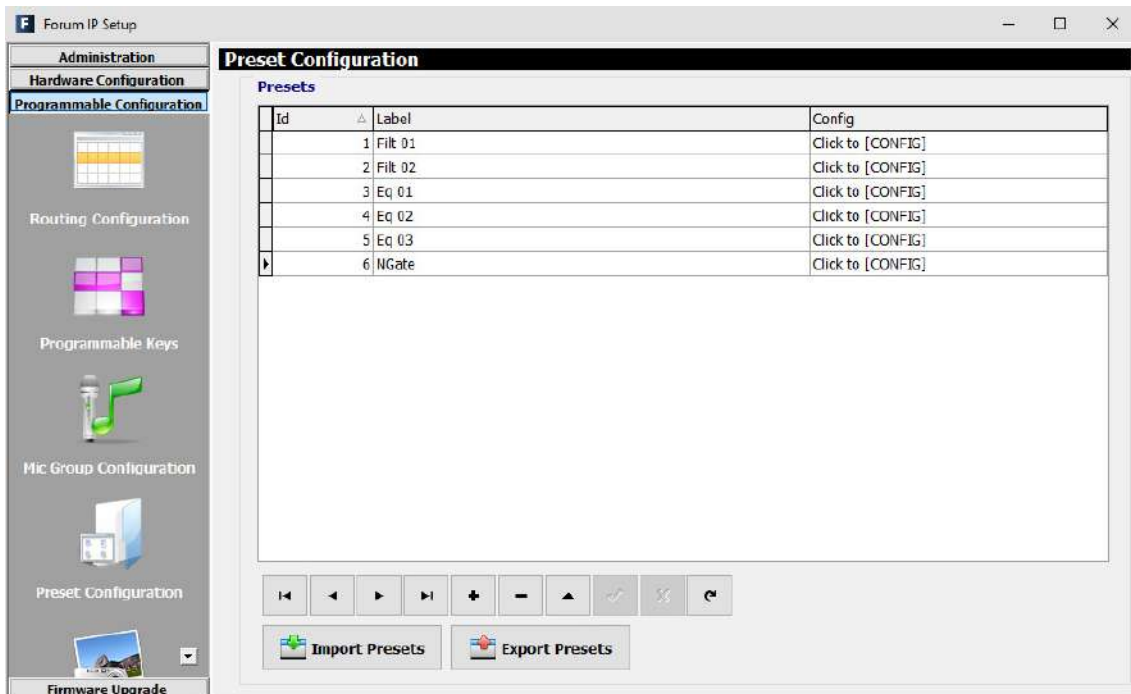 Forum IP Setup
Administration
Hardware Configuration
Programmable Configuration
Routing Configuration
Programmable Keys
Mic Group Configuration
Preset Configuration
Firmware Upgrade
Preset Configuration
Presets
Id Label Config
1 Filt 01 Click to [CONFIG]
2 Filt 02 Click to [CONFIG]
3 Eq 01 Click to [CONFIG]
4 Eq 02 Click to [CONFIG]
5 Eq 03 Click to [CONFIG]
6 NGate Click to [CONFIG]
Import Presets Export Presets